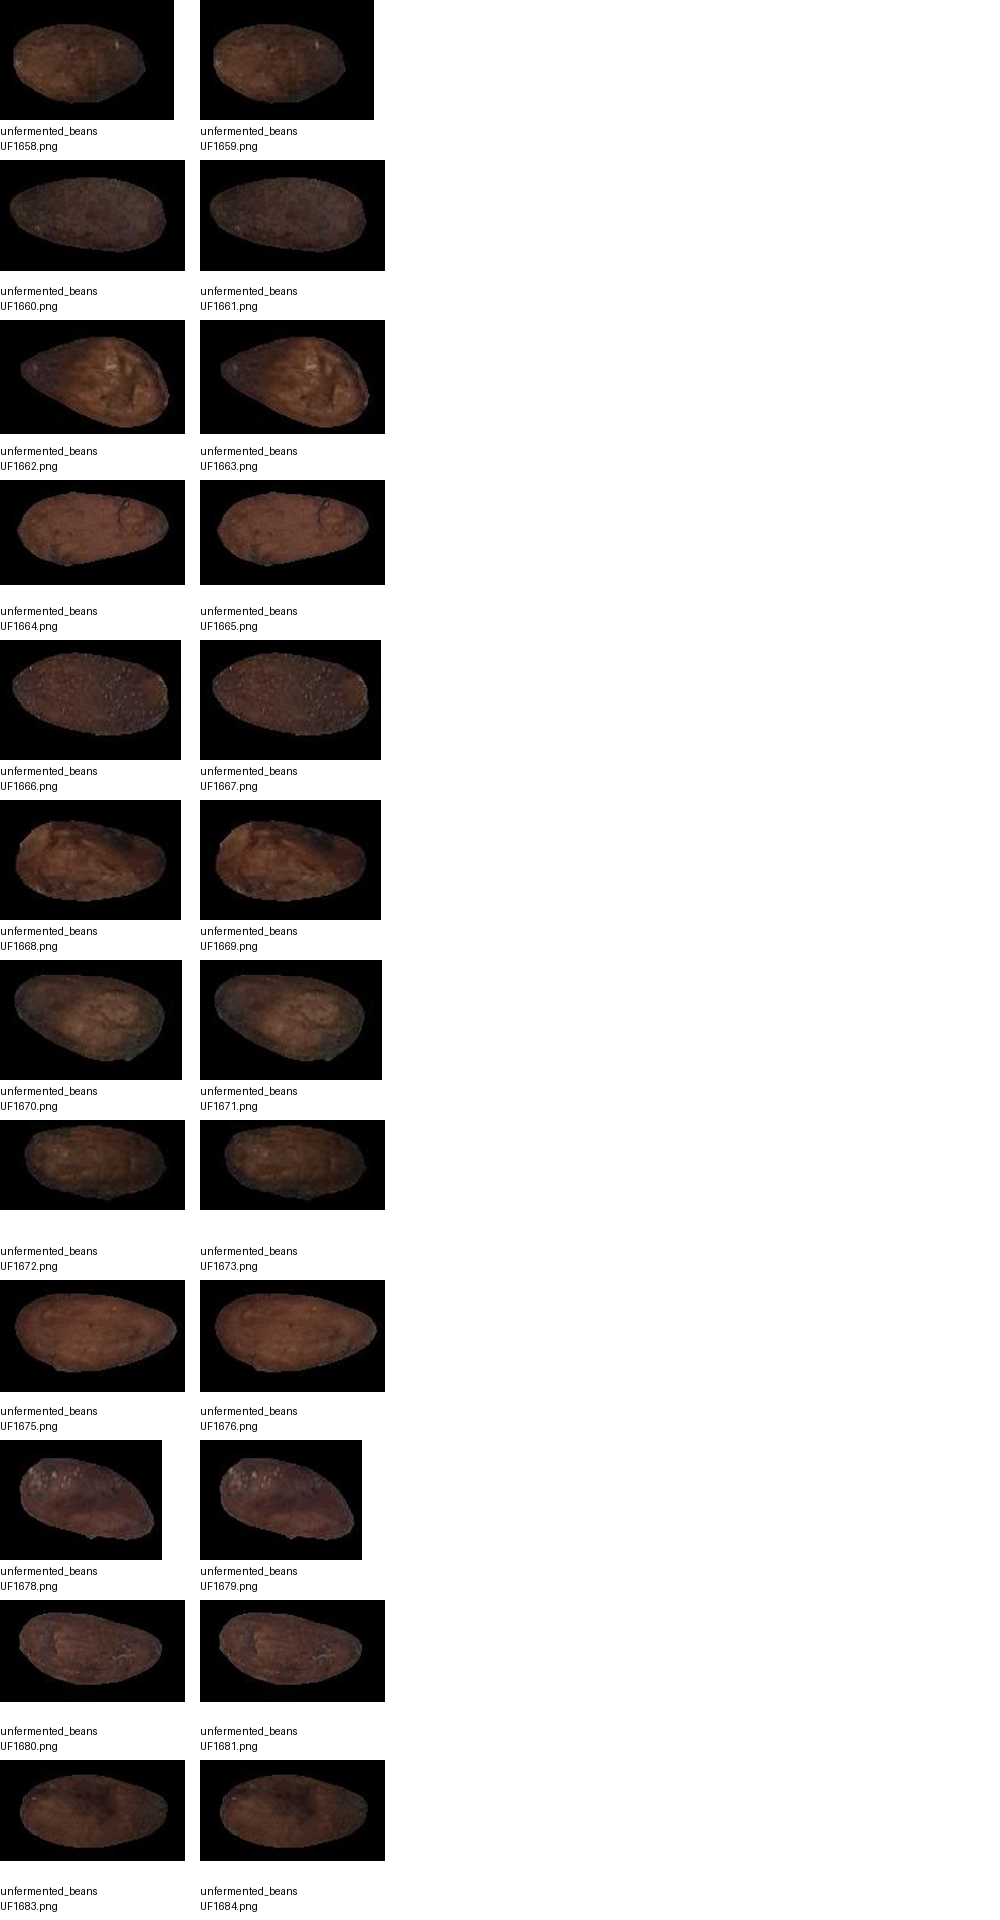 unfermented_beans unfermented_beans
UF1658.png UF1659.png
unfermented_beans unfermented_beans
UF1660.png UF1661.png
unfermented_beans unfermented_beans
UF1662.png UF1663.png
unfermented_beans unfermented_beans
UF1664.png UF1665.png
unfermented_beans unfermented_beans
UF1666.png UF1667.png
unfermented_beans unfermented_beans
UF1668.png UF1669.png
unfermented_beans unfermented_beans
UF1670.png UF1671.png
unfermented_beans unfermented_beans
UF1672.png UF1673.png
unfermented_beans unfermented_beans
UF1675.png UF1676.png
unfermented_beans unfermented_beans
UF1678.png UF1679.png
unfermented_beans unfermented_beans
UF1680.png UF1681.png
unfermented_beans unfermented_beans
UF1683.png UF1684.png